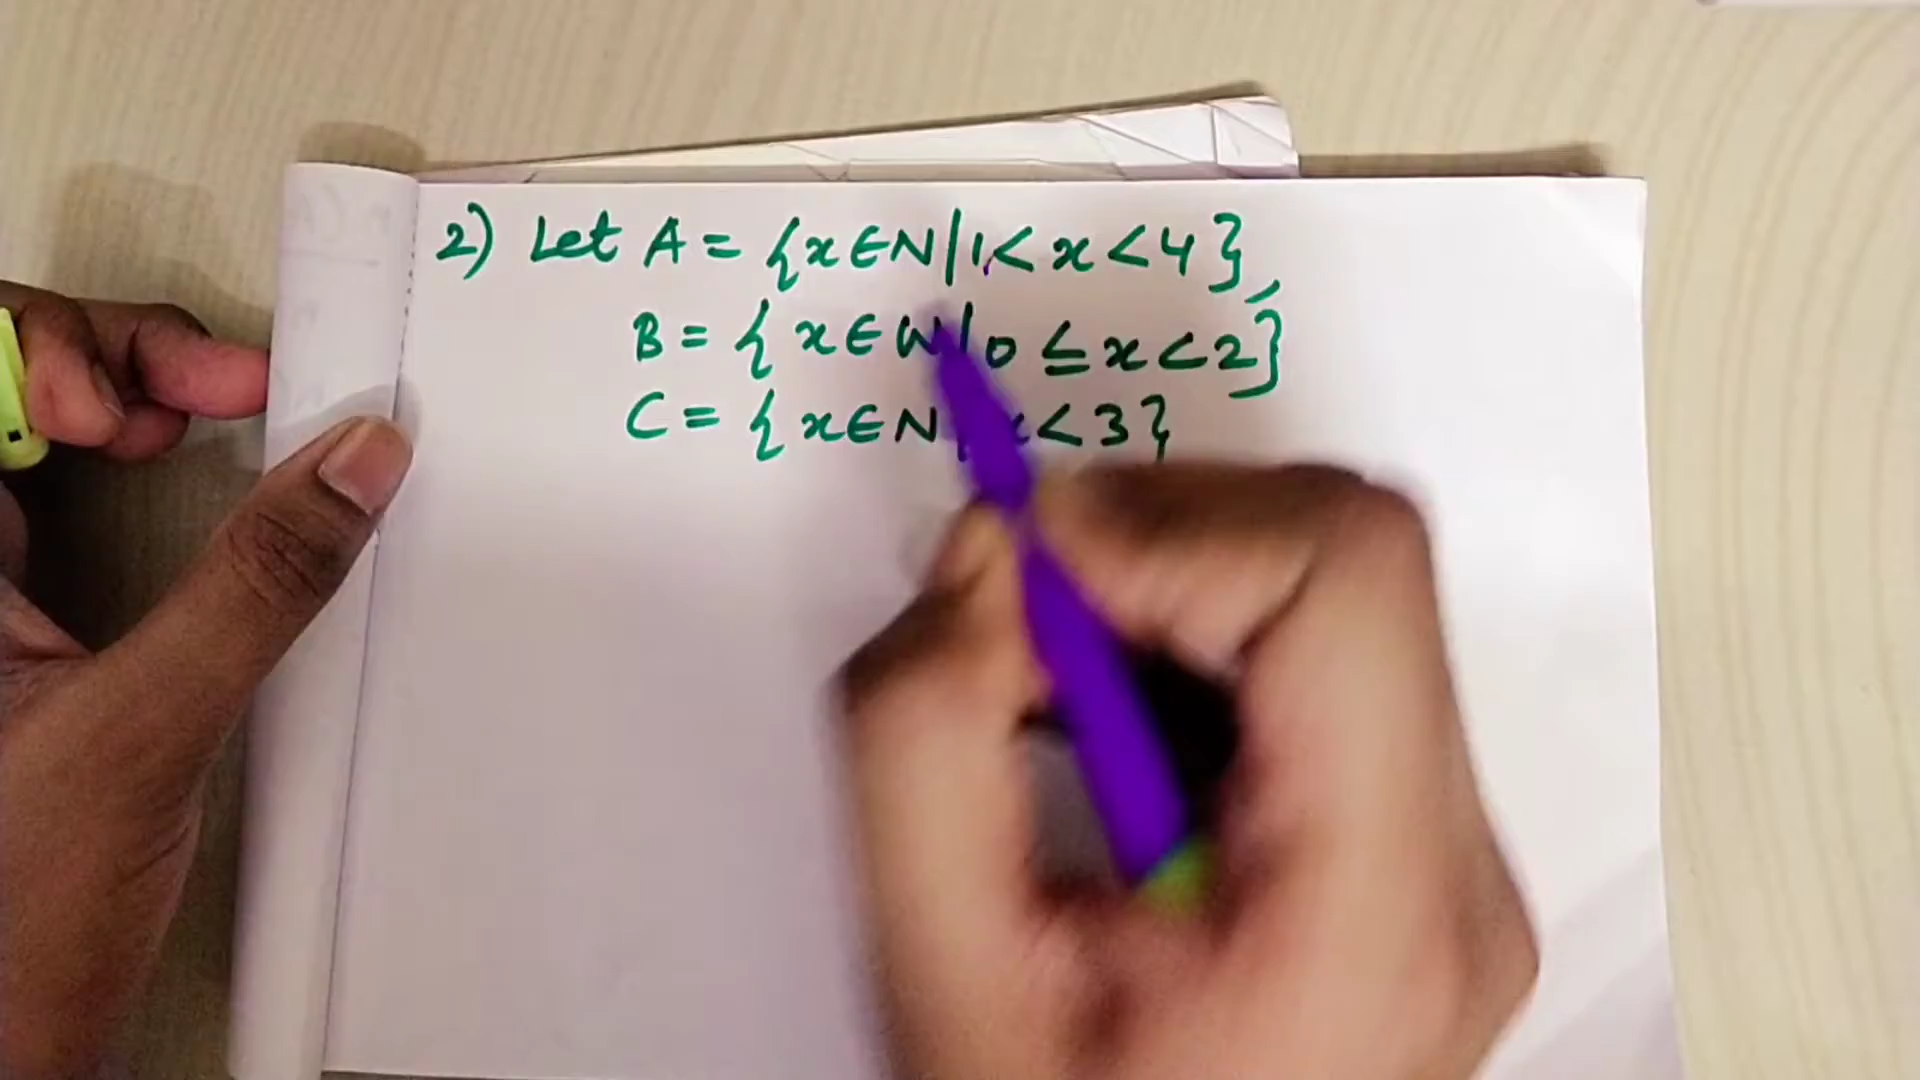 2) Let A = {x∈N/1<x<4},
B = {x∈W/0≤x<2}
C = {x∈N/x<3}